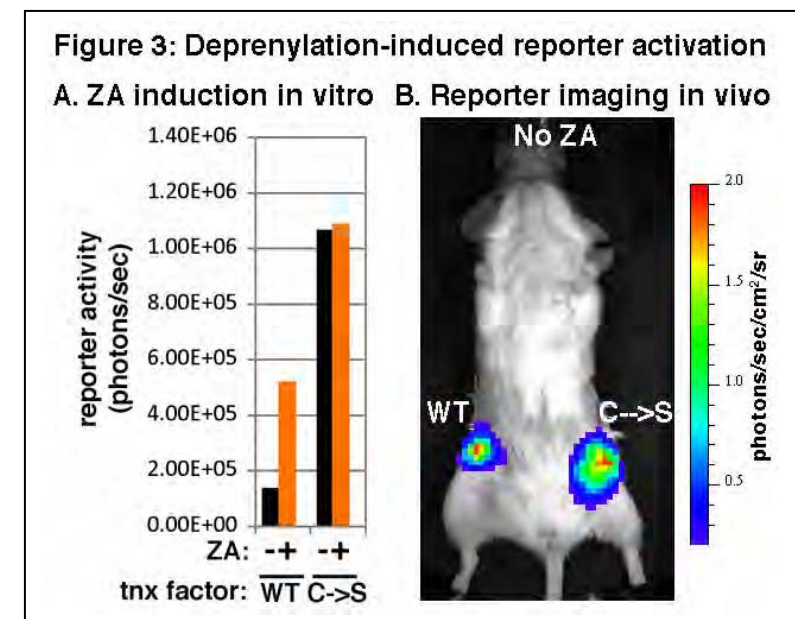 Figure 3: Deprenylation-induced reporter activation
A. ZA induction in vitro B. Reporter imaging in vivo
reporter activity
(photons/sec)
1.40E+06
1.20E+06
1.00E+06
8.00E+05
6.00E+05
4.00E+05
2.00E+05
0.00E+00
ZA: -+ -+
tnx factor: WT C->S
No ZA
WT C-->S
2.0
1.5
1.0
0.5
photons/sec/cm²/sr